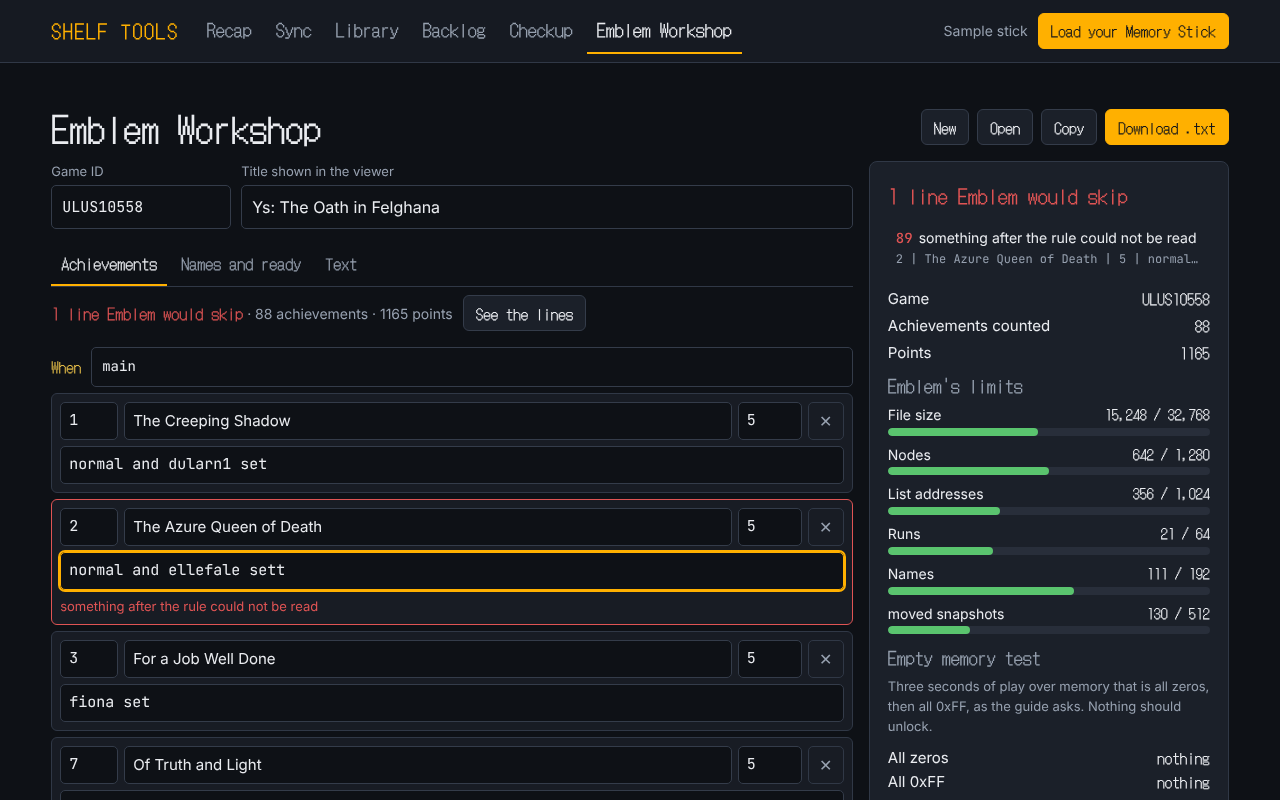 SHELF TOOLS Recap Sync Library Backlog Checkup Emblem Workshop Sample stick Load your Memory Stick
Emblem Workshop New Open Copy Download .txt
Game ID Title shown in the viewer
ULUS10558 Ys: The Oath in Felghana
Achievements Names and ready Text
1 line Emblem would skip · 88 achievements · 1165 points See the lines
When main
1 The Creeping Shadow 5 ×
normal and dularn1 set
2 The Azure Queen of Death 5 ×
normal and ellefale sett
something after the rule could not be read
3 For a Job Well Done 5 ×
fiona set
7 Of Truth and Light 5 ×
1 line Emblem would skip
89 something after the rule could not be read
2 | The Azure Queen of Death | 5 | normal…
Game ULUS10558
Achievements counted 88
Points 1165
Emblem's limits
File size 15,248 / 32,768
Nodes 642 / 1,280
List addresses 356 / 1,024
Runs 21 / 64
Names 111 / 192
moved snapshots 130 / 512
Empty memory test
Three seconds of play over memory that is all zeros,
then all 0xFF, as the guide asks. Nothing should
unlock.
All zeros nothing
All 0xFF nothing